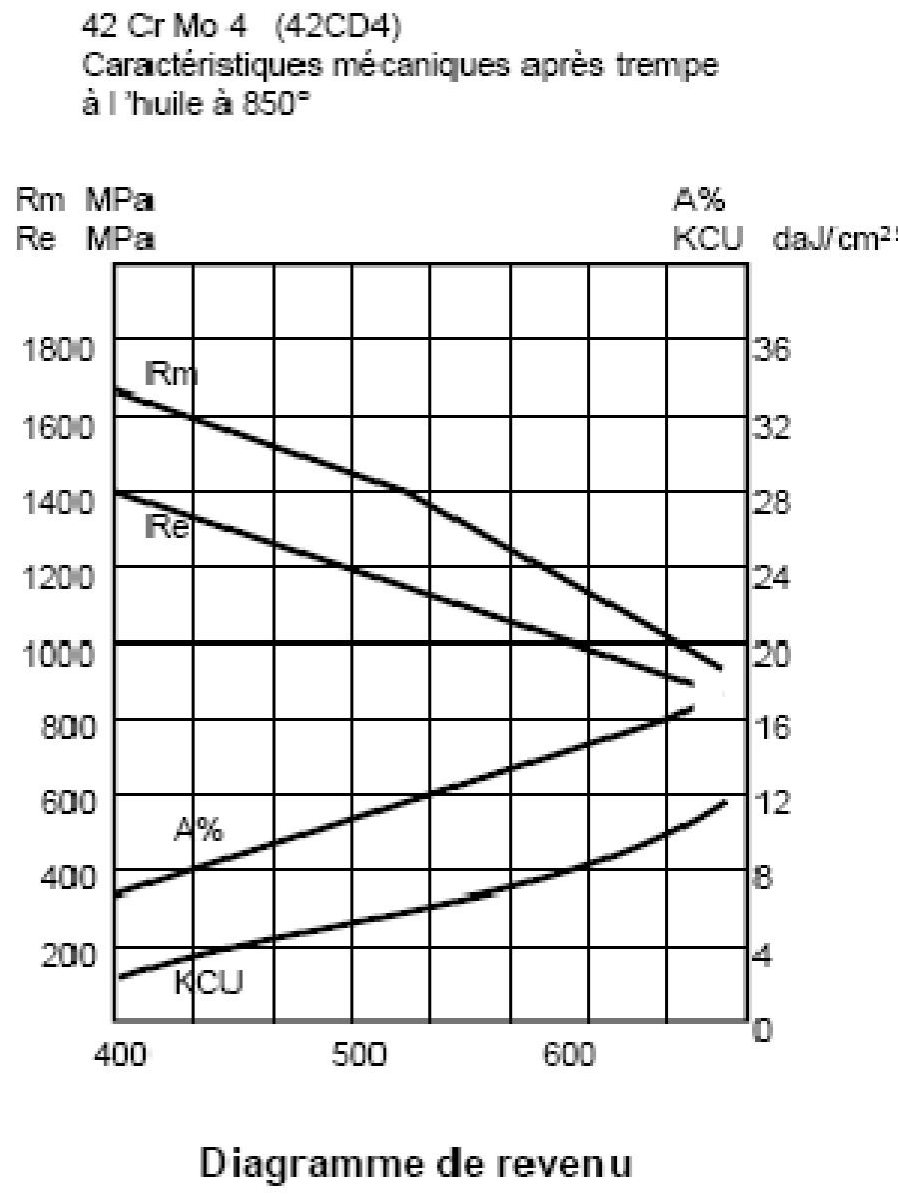 42 Cr Mo 4 (42CD4)
Caractéristiques mécaniques après trempe
à l 'huile à 850°
Rm MPa A%
Re MPa KCU daJ/cm²
1800 36
Rm
1600 32
1400 28
Re
1200 24
1000 20
800 16
600 12
A%
400 8
200 4
KCU
0
400 500 600
Diagramme de revenu